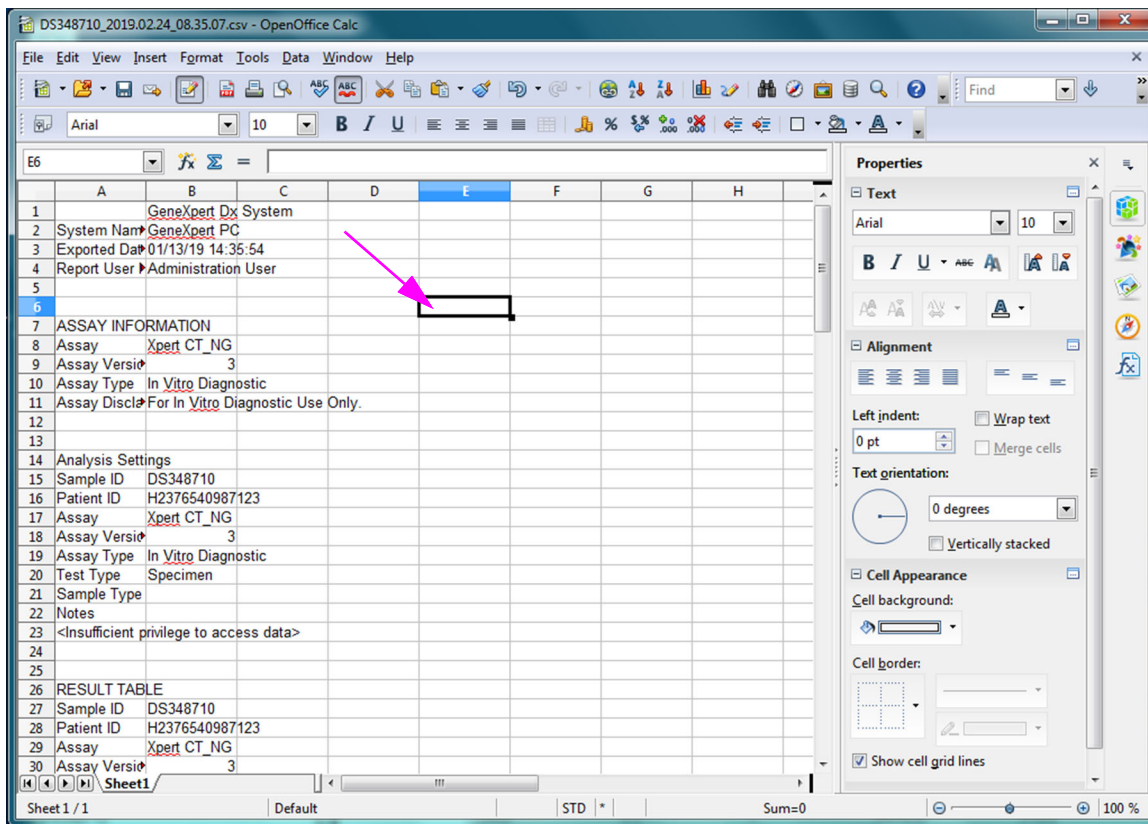 DS348710_2019.02.24_08.35.07.csv - OpenOffice Calc
File Edit View Insert Format Tools Data Window Help
Find
Arial 10
E6
A B C D E F G H
1 GeneXpert Dx System
2 System Nam GeneXpert PC
3 Exported Dat 01/13/19 14:35:54
4 Report User Administration User
5
6
7 ASSAY INFORMATION
8 Assay Xpert CT_NG
9 Assay Versio 3
10 Assay Type In Vitro Diagnostic
11 Assay Discla For In Vitro Diagnostic Use Only.
12
13
14 Analysis Settings
15 Sample ID DS348710
16 Patient ID H2376540987123
17 Assay Xpert CT_NG
18 Assay Versio 3
19 Assay Type In Vitro Diagnostic
20 Test Type Specimen
21 Sample Type
22 Notes
23 <Insufficient privilege to access data>
24
25
26 RESULT TABLE
27 Sample ID DS348710
28 Patient ID H2376540987123
29 Assay Xpert CT_NG
30 Assay Versio 3
Sheet1
Sheet 1 / 1 Default STD * Sum=0 100 %
Properties
Text
Arial 10
B I U ABC
Alignment
Left indent:
Wrap text
0 pt
Merge cells
Text orientation:
0 degrees
Vertically stacked
Cell Appearance
Cell background:
Cell border:
Show cell grid lines